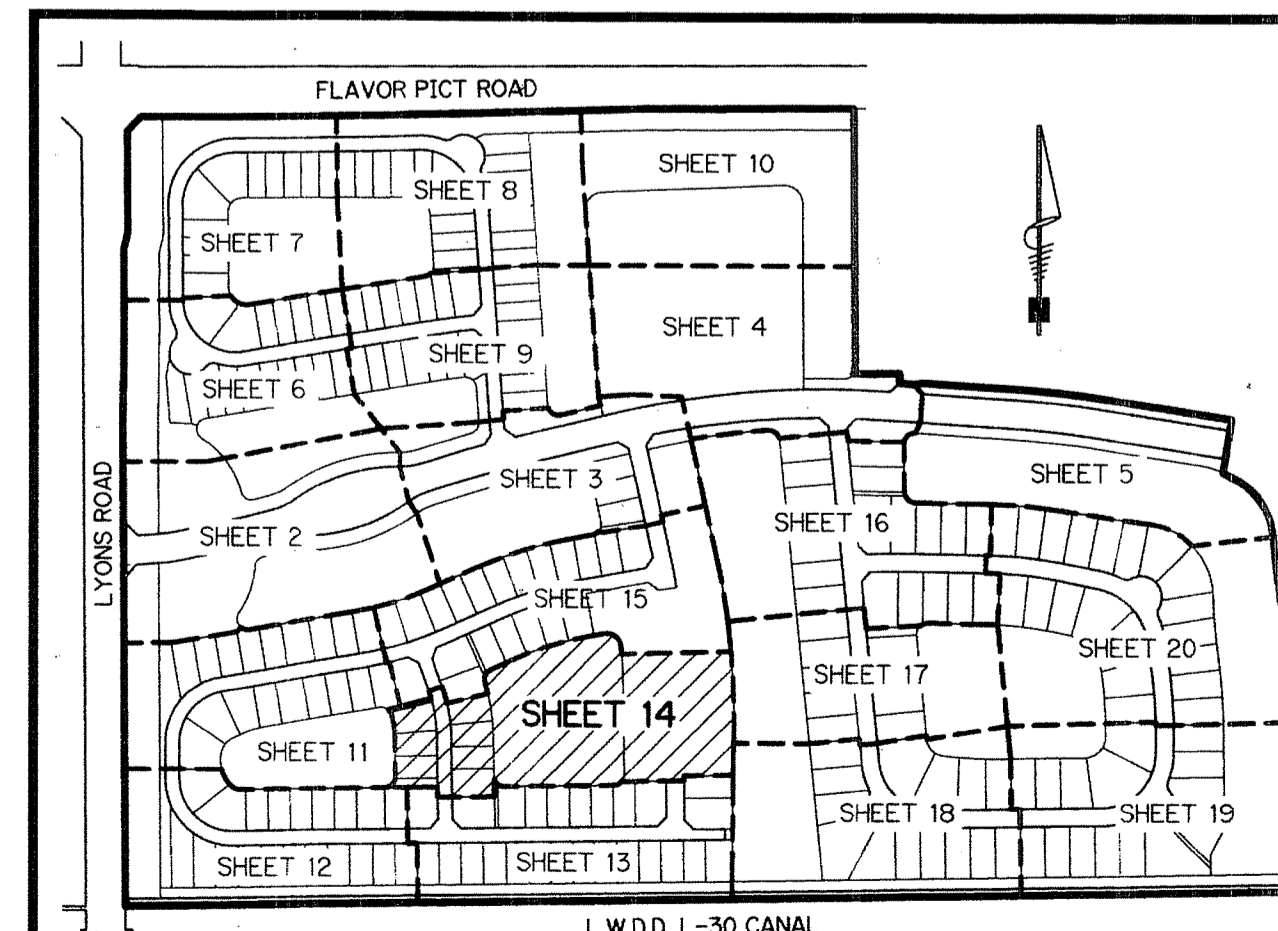 FLAVOR PICT ROAD
SHEET 10
SHEET 8
SHEET 7
SHEET 4
SHEET 9
SHEET 6
SHEET 3
SHEET 5
LYONS ROAD
SHEET 2
SHEET 16
SHEET 15
SHEET 20
SHEET 17
SHEET 14
SHEET 11
SHEET 18
SHEET 19
SHEET 12
SHEET 13
L.W.D.D. L-30 CANAL